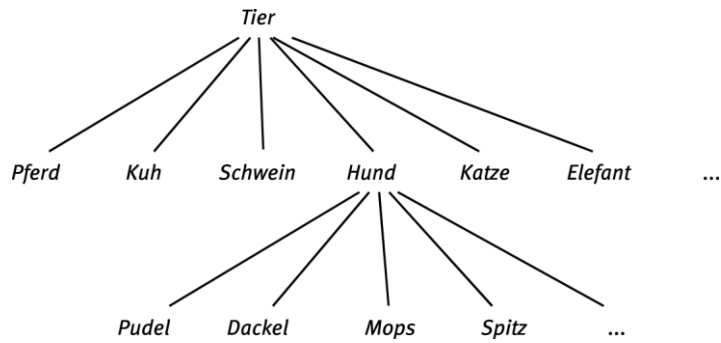 Tier
Pferd Kuh Schwein Hund Katze Elefant ...
Pudel Dackel Mops Spitz ...